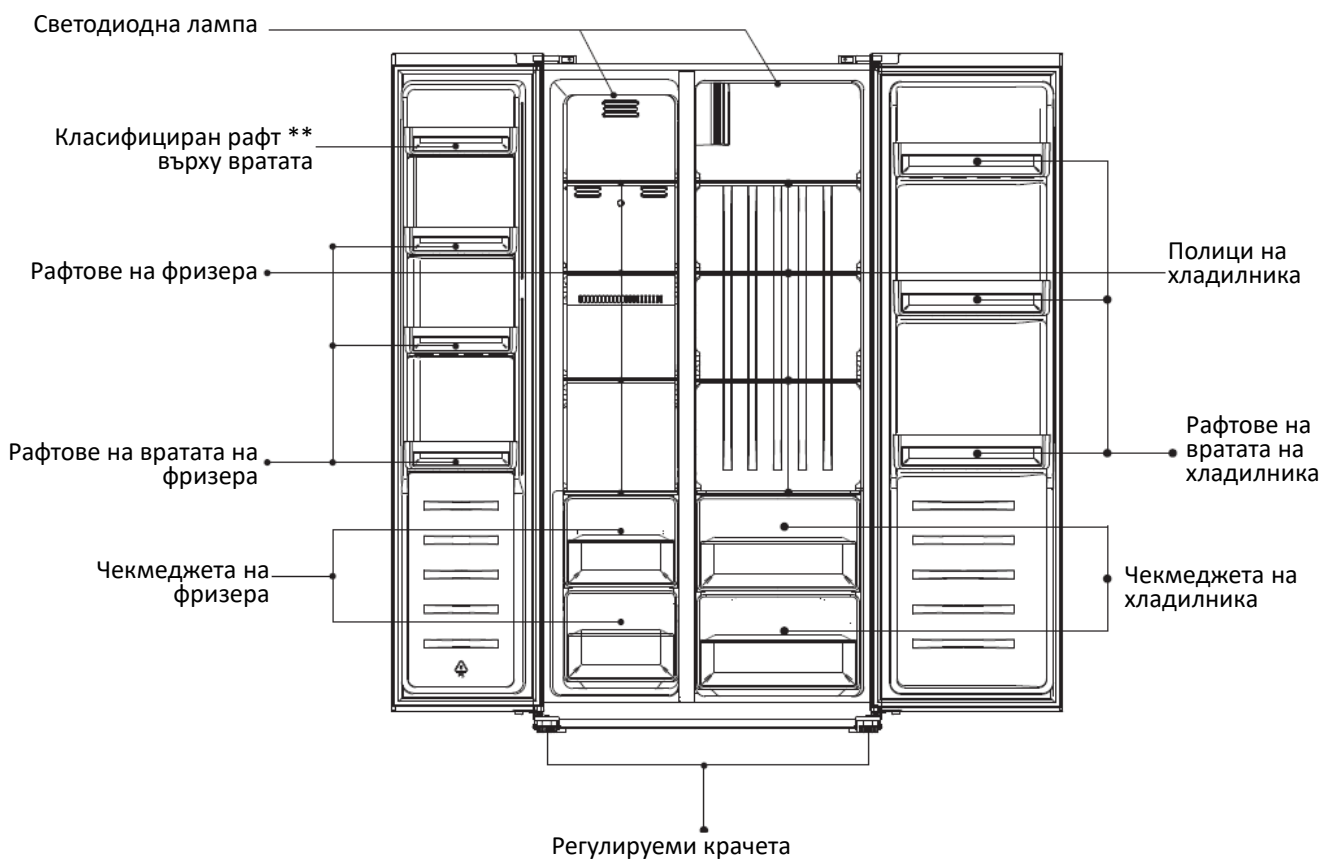 Светодиодна лампа
Класифициран рафт **
върху вратата
Рафтове на фризера
Рафтове на вратата на
фризера
Чекмеджета на
фризера
Полици на
хладилника
Рафтове на
вратата на
хладилника
Чекмеджета на
хладилника
Регулируеми крачета